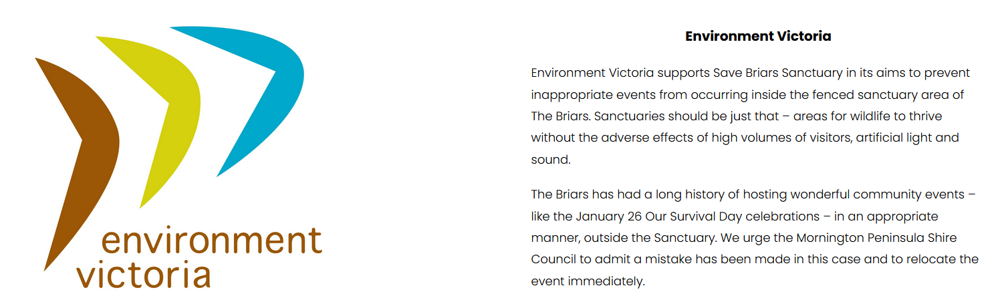 environment
victoria
Environment Victoria
Environment Victoria supports Save Briars Sanctuary in its aims to prevent
inappropriate events from occurring inside the fenced sanctuary area of
The Briars. Sanctuaries should be just that – areas for wildlife to thrive
without the adverse effects of high volumes of visitors, artificial light and
sound.
The Briars has had a long history of hosting wonderful community events –
like the January 26 Our Survival Day celebrations – in an appropriate
manner, outside the Sanctuary. We urge the Mornington Peninsula Shire
Council to admit a mistake has been made in this case and to relocate the
event immediately.